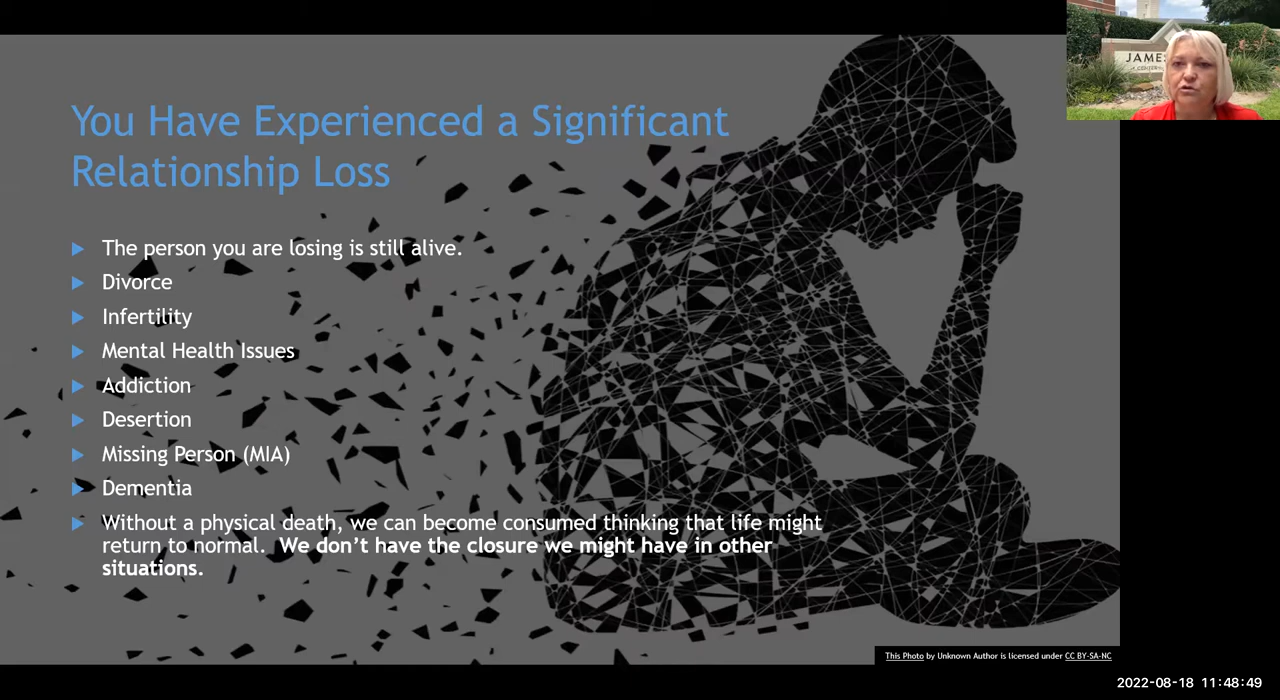 You Have Experienced a Significant
Relationship Loss
The person you are losing is still alive.
Divorce
Infertility
Mental Health Issues
Addiction
Desertion
Missing Person (MIA)
Dementia
Without a physical death, we can become consumed thinking that life might
return to normal. We don’t have the closure we might have in other
situations.
This Photo by Unknown Author is licensed under CC BY-SA-NC
JAME
CENTER
2022-08-18 11:48:49